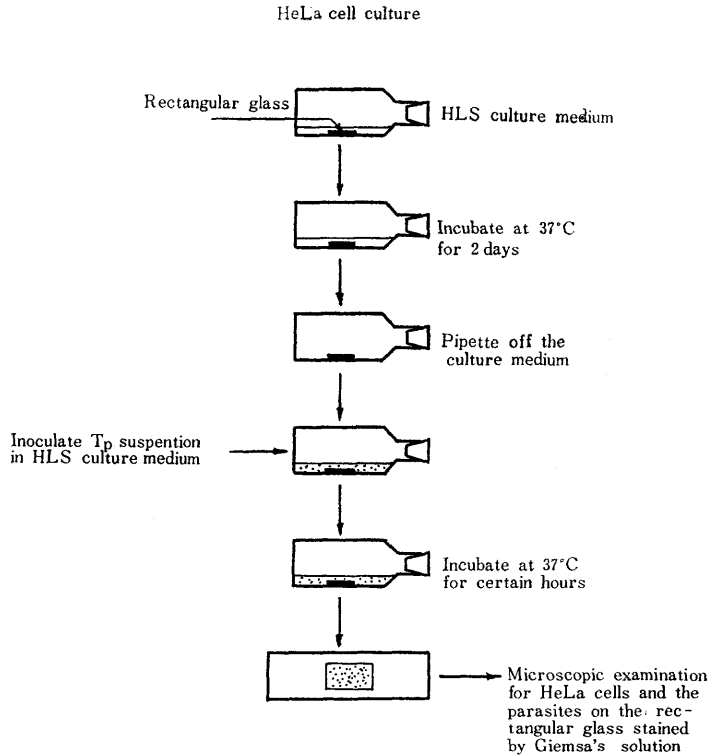 HeLa cell culture
Rectangular glass
HLS culture medium
Incubate at 37°C
for 2 days
Pipette off the
culture medium
Inoculate Tp suspention
in HLS culture medium
Incubate at 37°C
for certain hours
Microscopic examination
for HeLa cells and the
parasites on the rec-
tangular glass stained
by Giemsa's solution